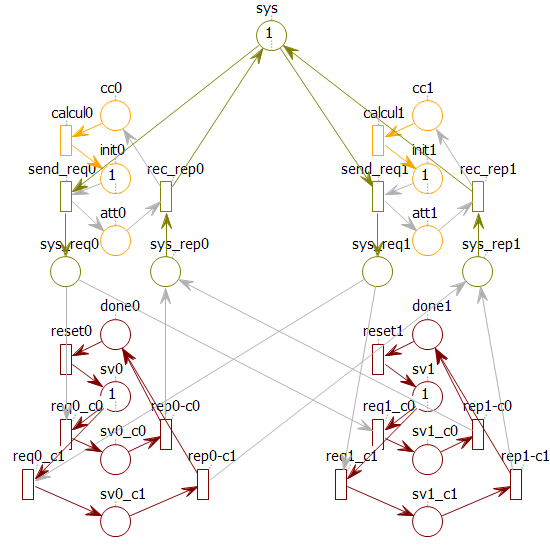 sys
1
cc0 cc1
calcul0 calcul1
init0 init1
1 1
send_req0 rec_rep0 send_req1 rec_rep1
att0 att1
sys_req0 sys_rep0 sys_req1 sys_rep1
done0 done1
reset0 reset1
sv0 sv1
1 1
req0_c0 rep0-c0 req1_c0 rep1-c0
sv0_c0 sv1_c0
req0_c1 rep0-c1 req1_c1 rep1-c1
sv0_c1 sv1_c1